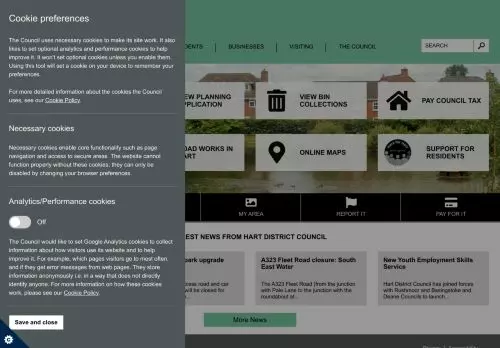 Cookie preferences
The Council uses necessary cookies to make its site work. It also
likes to set optional analytics and performance cookies to help
improve it. It won't set optional cookies unless you enable them.
Using this tool will set a cookie on your device to remember your
preferences.
For more detailed information about the cookies the Council
uses, see our Cookie Policy.
Necessary cookies
Necessary cookies enable core functionality such as page
navigation and access to secure areas. The website cannot
function properly without these cookies; they can only be
disabled by changing your browser preferences.
Analytics/Performance cookies
Off
The Council would like to set Google Analytics cookies to collect
information about how visitors use its website and to help
improve it. For example, which pages visitors go to most often,
and if they get error messages from web pages. They store
information anonymously i.e. in a way that does not directly
identify anyone. For more information on how these cookies
work, please see our Cookie Policy.
Save and close
DENTS BUSINESSES VISITING THE COUNCIL
SEARCH
EW PLANNING
PPLICATION
VIEW BIN
COLLECTIONS
PAY COUNCIL TAX
OAD WORKS IN
ART
ONLINE MAPS
SUPPORT FOR
RESIDENTS
MY AREA REPORT IT PAY FOR IT
EST NEWS FROM HART DISTRICT COUNCIL
park upgrade
access road and car
will be closed for
A323 Fleet Road closure: South
East Water
The A323 Fleet Road (from the junction
with Pale Lane to the junction with the
roundabout at...
New Youth Employment Skills
Service
Hart District Council has joined forces
with Rushmoor and Basingstoke and
Deane Councils to launch...
More News